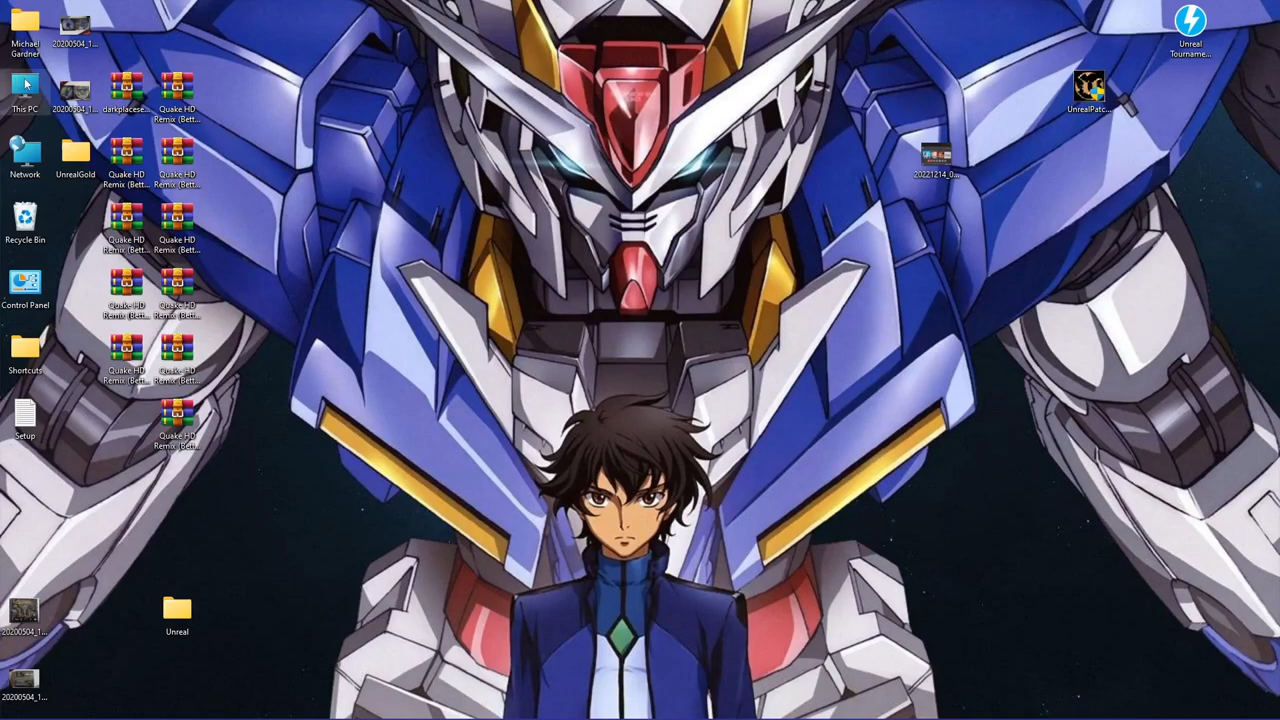 Michael
Gardner
20200504_1...
This PC
20200504_1...
darkplacese...
Quake HD
Remix (Bett...
Network
UnrealGold
Quake HD
Remix (Bett...
Quake HD
Remix (Bett...
Recycle Bin
Quake HD
Remix (Bett...
Quake HD
Remix (Bett...
Control Panel
Quake HD
Remix (Bett...
Quake HD
Remix (Bett...
Shortcuts
Quake HD
Remix (Bett...
Quake HD
Remix (Bett...
Setup
Quake HD
Remix (Bett...
20200504_1...
Unreal
20200504_1...
Unreal
Tourname...
UnrealPatc...
20221214_0...